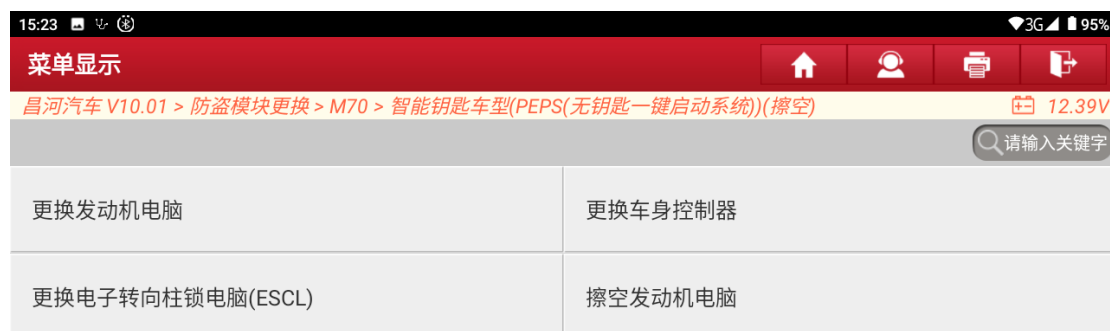 15:23 3G 95%
菜单显示
昌河汽车 V10.01 > 防盗模块更换 > M70 > 智能钥匙车型(PEPS(无钥匙一键启动系统))(擦空) 12.39V
请输入关键字
更换发动机电脑 更换车身控制器
更换电子转向柱锁电脑(ESCL) 擦空发动机电脑